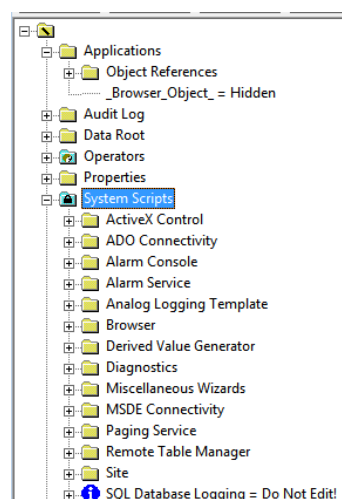 Applications
Object References
_Browser_Object_ = Hidden
Audit Log
Data Root
Operators
Properties
System Scripts
ActiveX Control
ADO Connectivity
Alarm Console
Alarm Service
Analog Logging Template
Browser
Derived Value Generator
Diagnostics
Miscellaneous Wizards
MSDE Connectivity
Paging Service
Remote Table Manager
Site
SQL Database Logging = Do Not Edit!